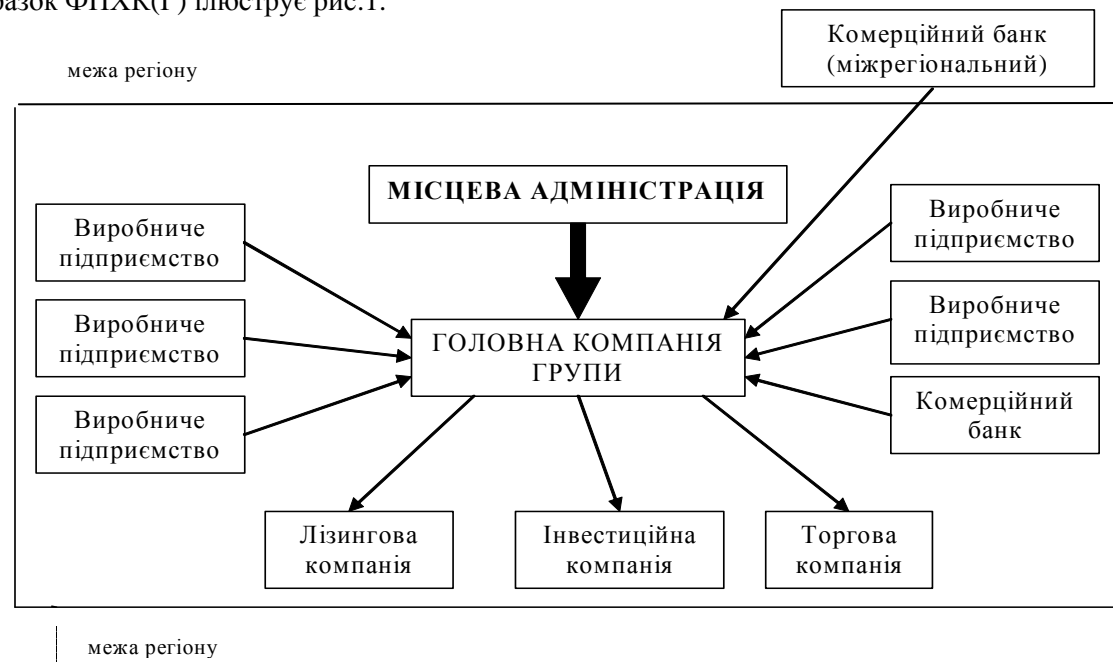 ФПХК(Г) ілюструє рис.1.
Комерційний банк
(міжрегіональний)
межа регіону
МІСЦЕВА АДМІНІСТРАЦІЯ
Виробниче
підприємство
Виробниче
підприємство
Виробниче
підприємство
Виробниче
підприємство
Виробниче
підприємство
Комерційний
банк
ГОЛОВНА КОМПАНІЯ
ГРУПИ
Лізингова
компанія
Інвестиційна
компанія
Торгова
компанія
межа регіону